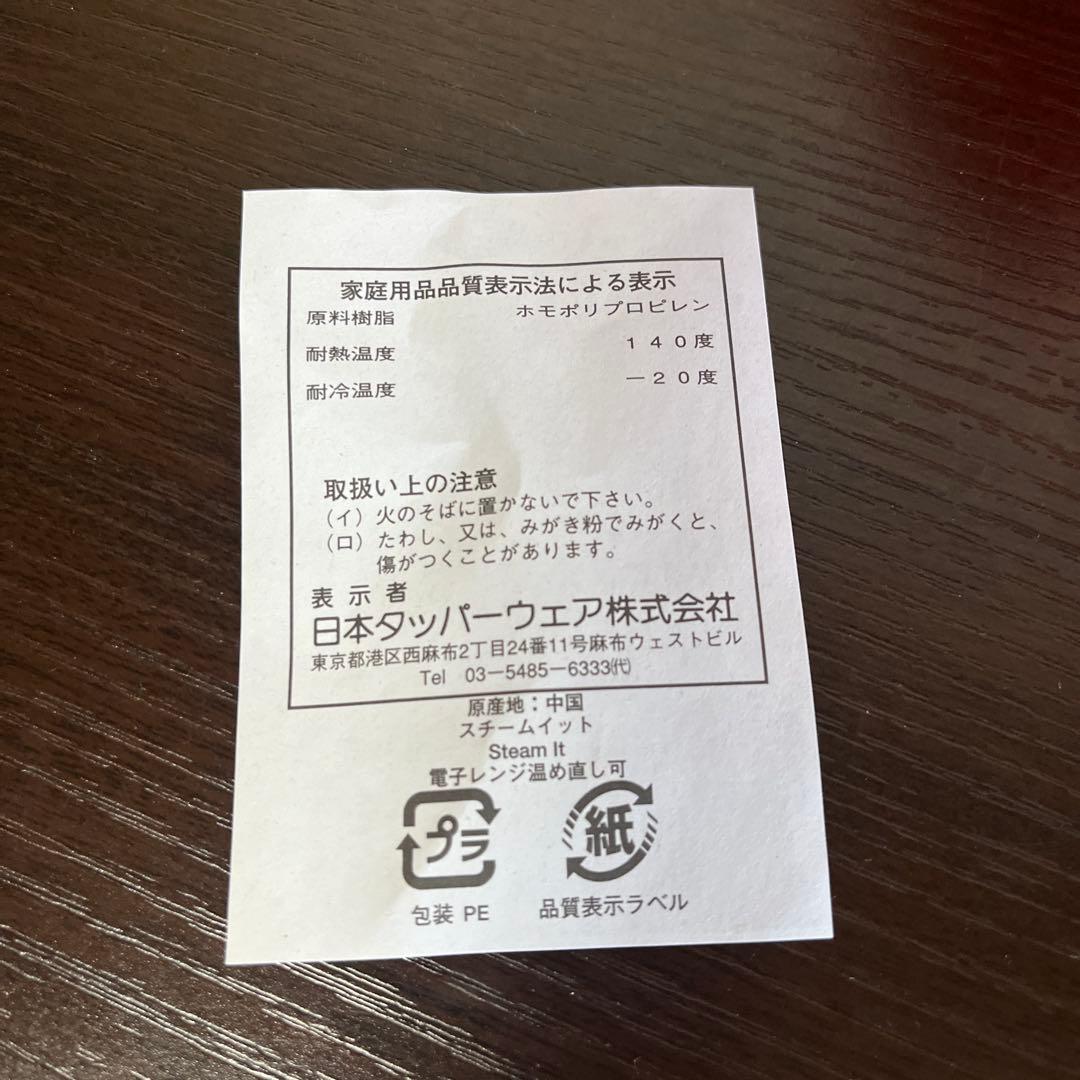 家庭用品品質表示法による表示
原料樹脂 ホモポリプロピレン
耐熱温度 140度
耐冷温度 −20度
取扱い上の注意
(イ) 火のそばに置かないで下さい。
(ロ) たわし、又は、みがき粉でみがくと、
傷がつくことがあります。
表示者
日本タッパーウェア株式会社
東京都港区西麻布2丁目24番11号麻布ウェストビル
Tel 03−5485−6333㈹
原産地:中国
スチームイット
Steam It
電子レンジ温め直し可
プラ 紙
包装 PE 品質表示ラベル